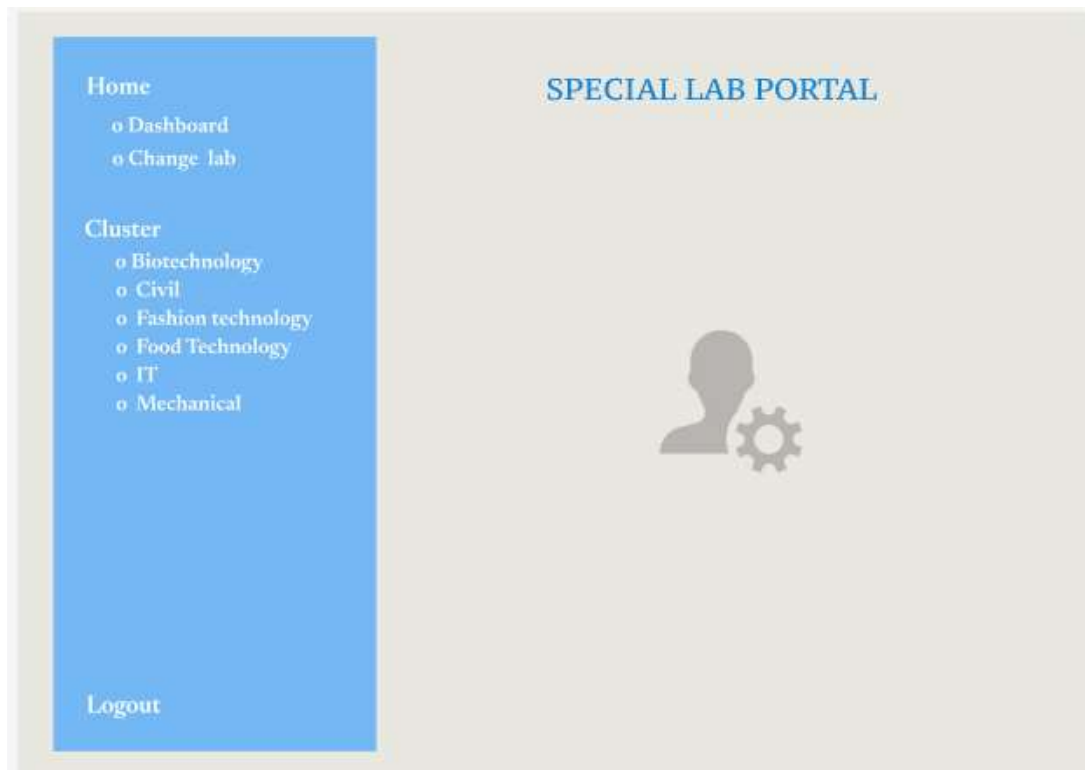 Home
o Dashboard
o Change lab
Cluster
o Biotechnology
o Civil
o Fashion technology
o Food Technology
o IT
o Mechanical
Logout
SPECIAL LAB PORTAL